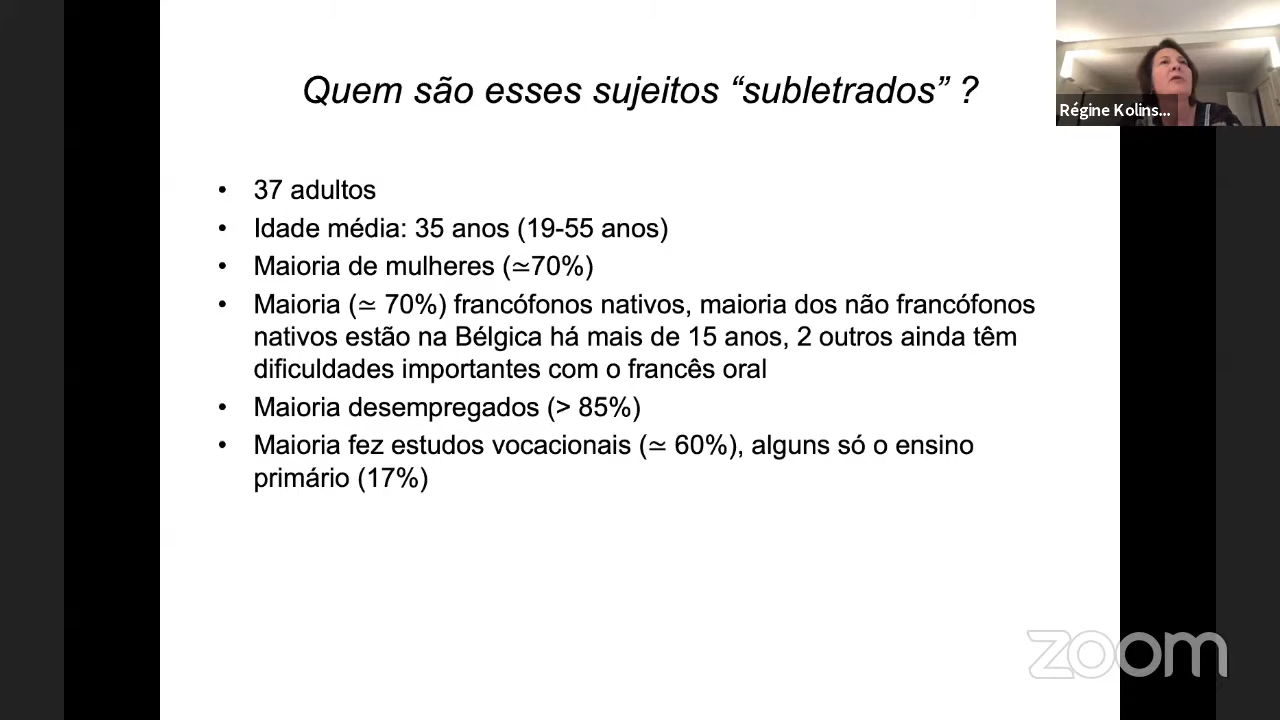 Quem são esses sujeitos “subletrados” ?
Régine Kolins...
• 37 adultos
• Idade média: 35 anos (19-55 anos)
• Maioria de mulheres (≃70%)
• Maioria (≃ 70%) francófonos nativos, maioria dos não francófonos
nativos estão na Bélgica há mais de 15 anos, 2 outros ainda têm
dificuldades importantes com o francês oral
• Maioria desempregados (> 85%)
• Maioria fez estudos vocacionais (≃ 60%), alguns só o ensino
primário (17%)
zoom